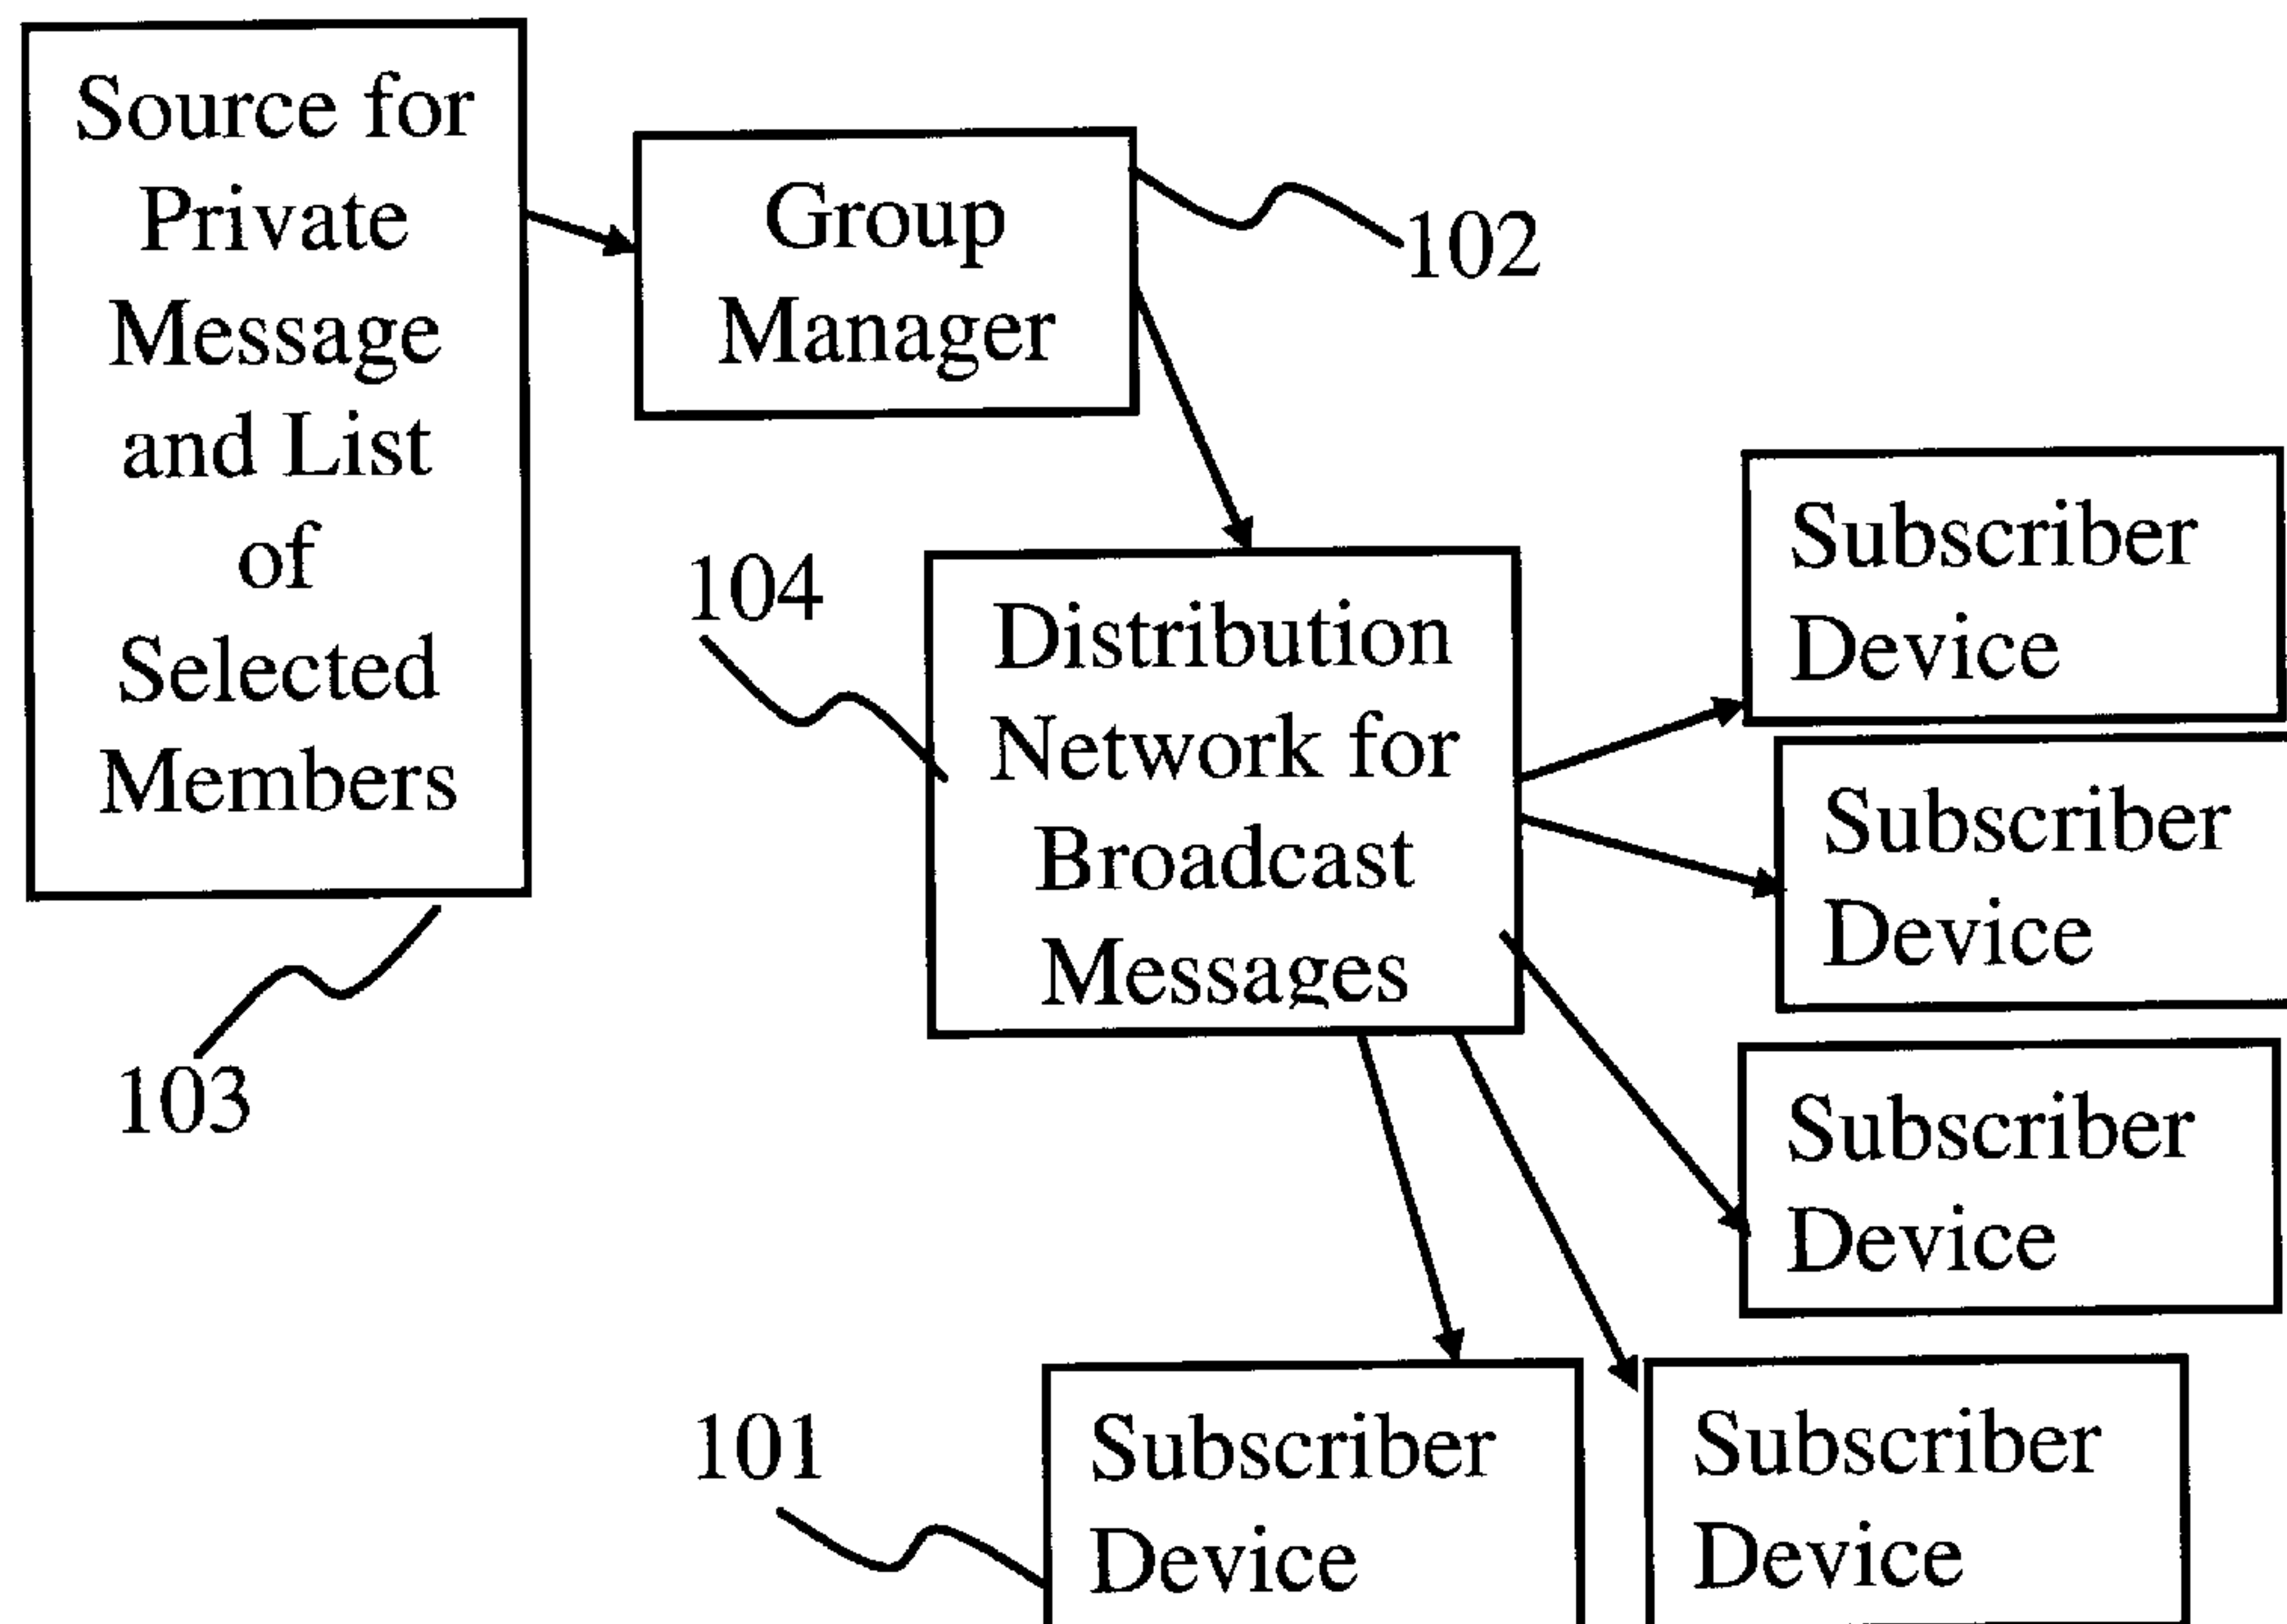 Source for
Private
Message
and List
of
Selected
Members
103
Group
Manager
102
104
Distribution
Network for
Broadcast
Messages
Subscriber
Device
Subscriber
Device
Subscriber
Device
101
Subscriber
Device
Subscriber
Device